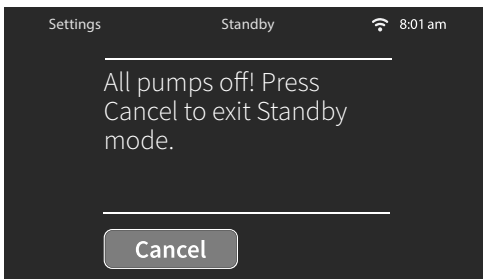 Settings Standby 8:01 am
All pumps off! Press
Cancel to exit Standby
mode.
Cancel